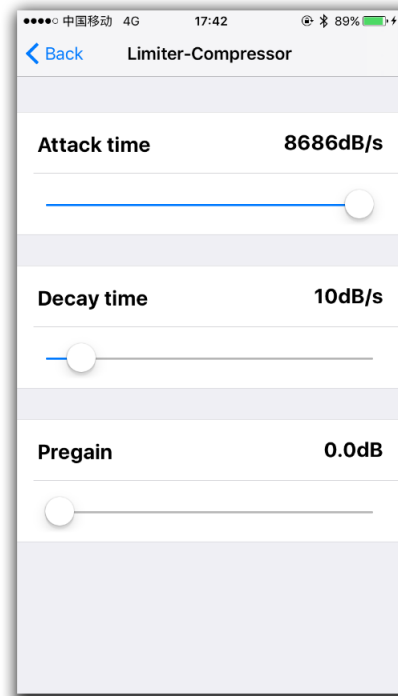 中国移动 4G 17:42 89%
Back Limiter-Compressor
Attack time 8686dB/s
Decay time 10dB/s
Pregain 0.0dB